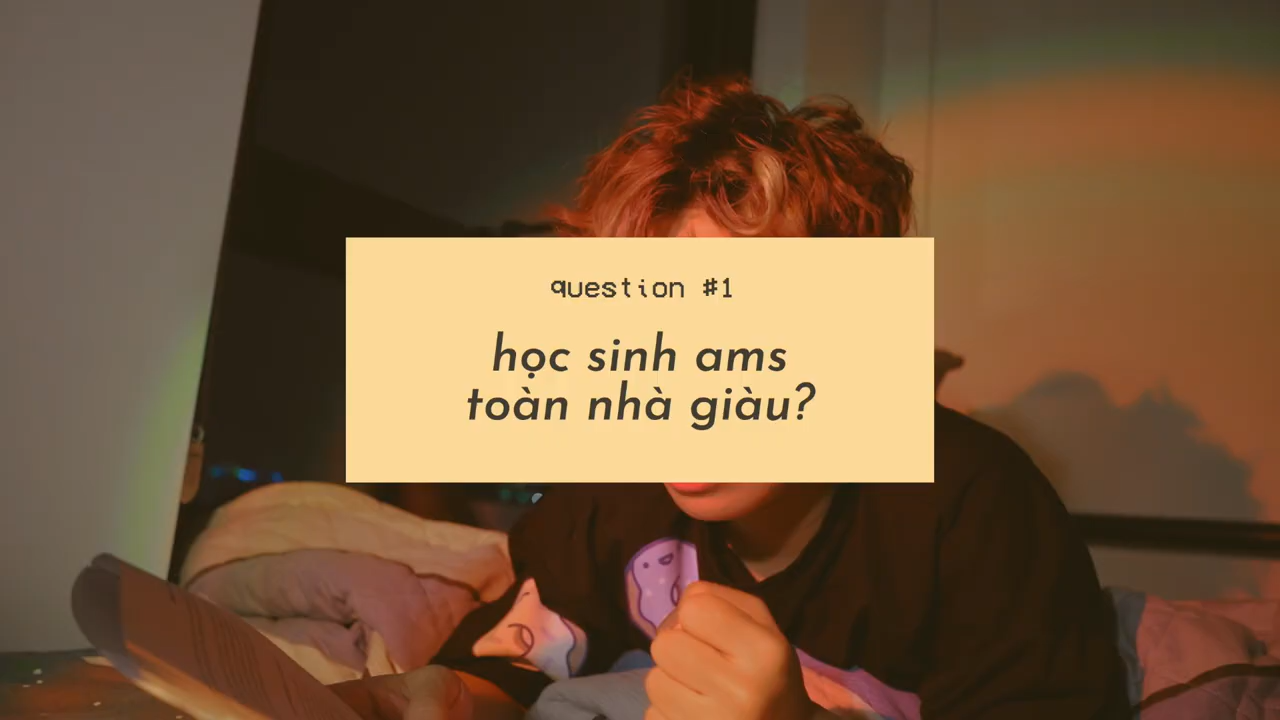 question #1
học sinh ams
toàn nhà giàu?